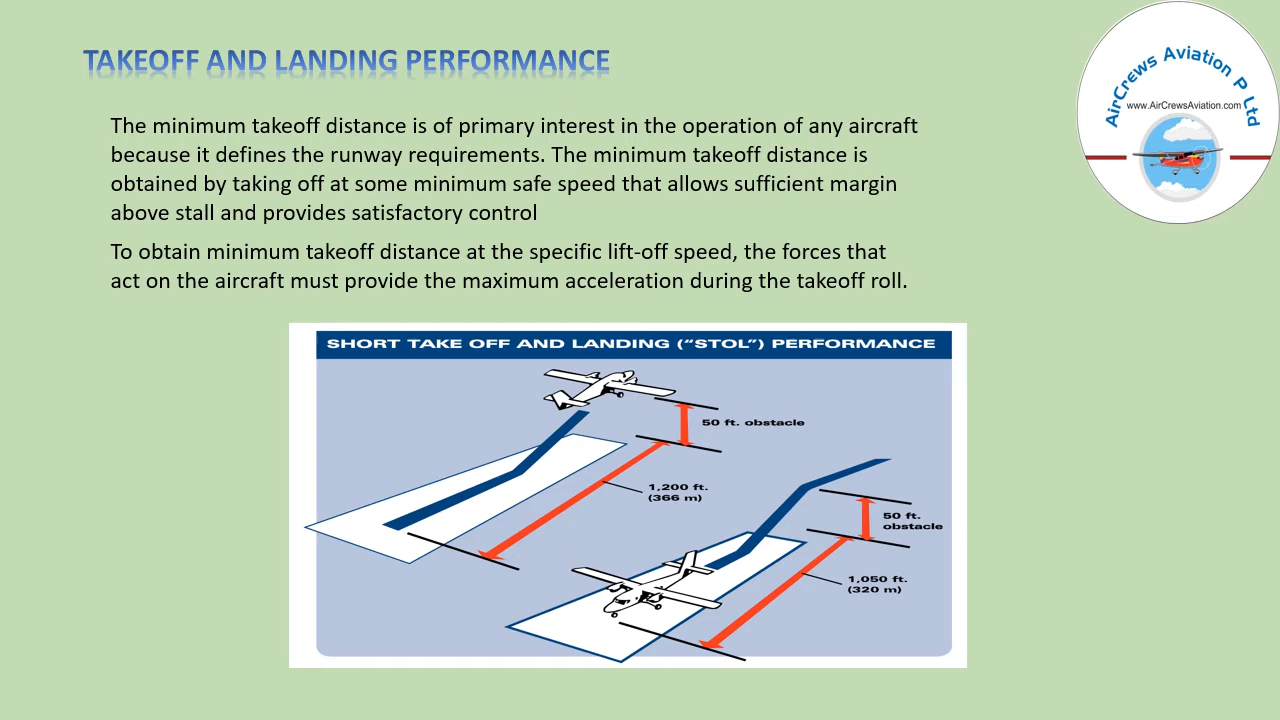 TAKEOFF AND LANDING PERFORMANCE
AirCrews Aviation P Ltd
www.AirCrewsAviation.com
The minimum takeoff distance is of primary interest in the operation of any aircraft
because it defines the runway requirements. The minimum takeoff distance is
obtained by taking off at some minimum safe speed that allows sufficient margin
above stall and provides satisfactory control
To obtain minimum takeoff distance at the specific lift-off speed, the forces that
act on the aircraft must provide the maximum acceleration during the takeoff roll.
SHORT TAKE OFF AND LANDING (“STOL”) PERFORMANCE
50 ft. obstacle
1,200 ft.
(366 m)
50 ft.
obstacle
1,050 ft.
(320 m)